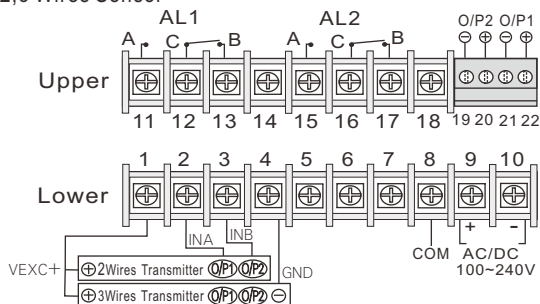 2,3 Wires Sensor
AL1 AL2 O/P2 O/P1
A C B A C B ⊖ ⊕ ⊖ ⊕
Upper
11 12 13 14 15 16 17 18 19 20 21 22
1 2 3 4 5 6 7 8 9 10
Lower
+ -
INA INB COM AC/DC
VEXC+ ⊕2Wires Transmitter O/P1 O/P2 GND 100~240V
⊕3Wires Transmitter O/P1 O/P2 ⊖